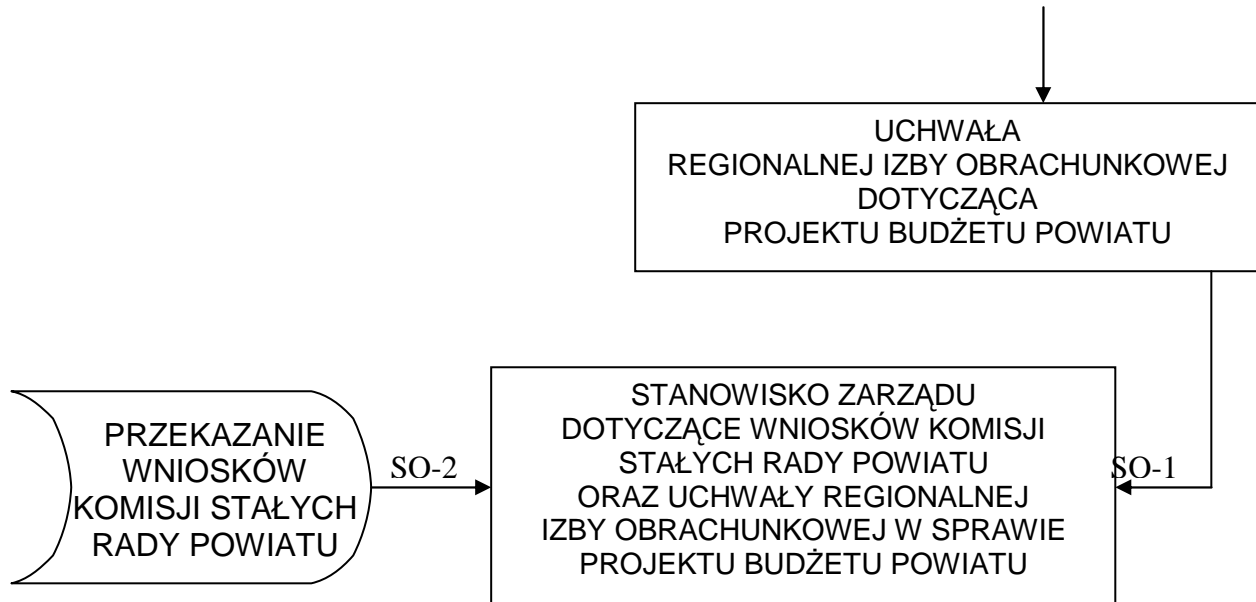 UCHWAŁA
REGIONALNEJ IZBY OBRACHUNKOWEJ
DOTYCZĄCA
PROJEKTU BUDŻETU POWIATU
PRZEKAZANIE
WNIOSKÓW
KOMISJI STAŁYCH
RADY POWIATU
SO-2
STANOWISKO ZARZĄDU
DOTYCZĄCE WNIOSKÓW KOMISJI
STAŁYCH RADY POWIATU
ORAZ UCHWAŁY REGIONALNEJ
IZBY OBRACHUNKOWEJ W SPRAWIE
PROJEKTU BUDŻETU POWIATU
SO-1